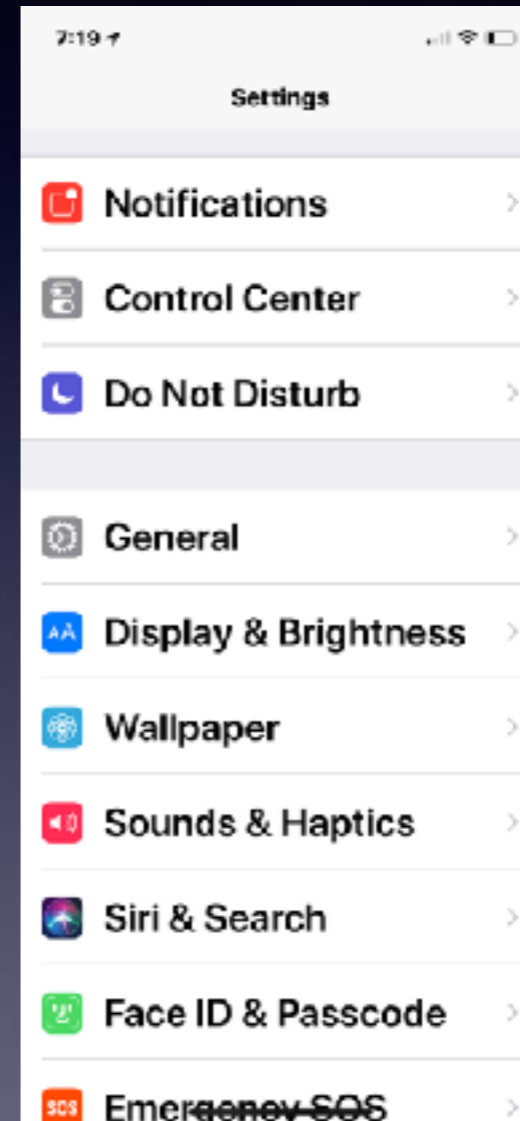 7:19
Settings
Notifications
Control Center
Do Not Disturb
General
AA Display & Brightness
Wallpaper
Sounds & Haptics
Siri & Search
Face ID & Passcode
SOS Emergency SOS